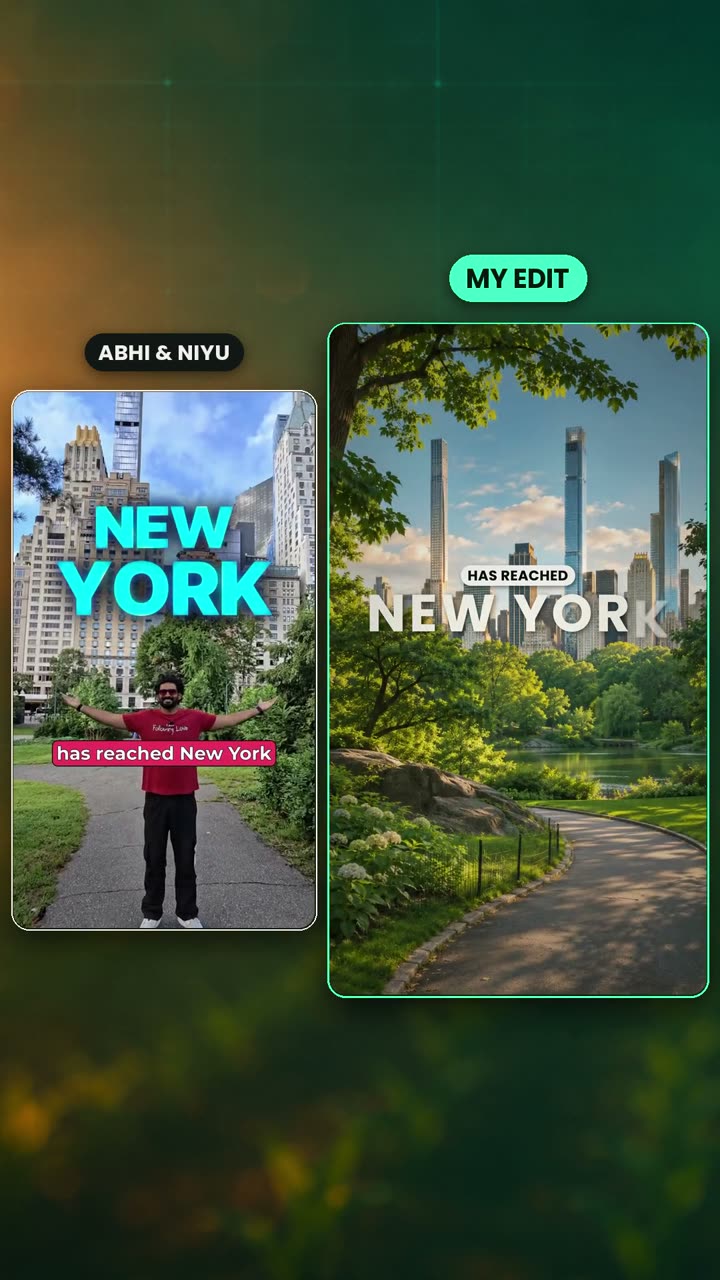 MY EDIT
ABHI & NIYU
NEW
YORK
has reached New York
HAS REACHED
NEW YORK